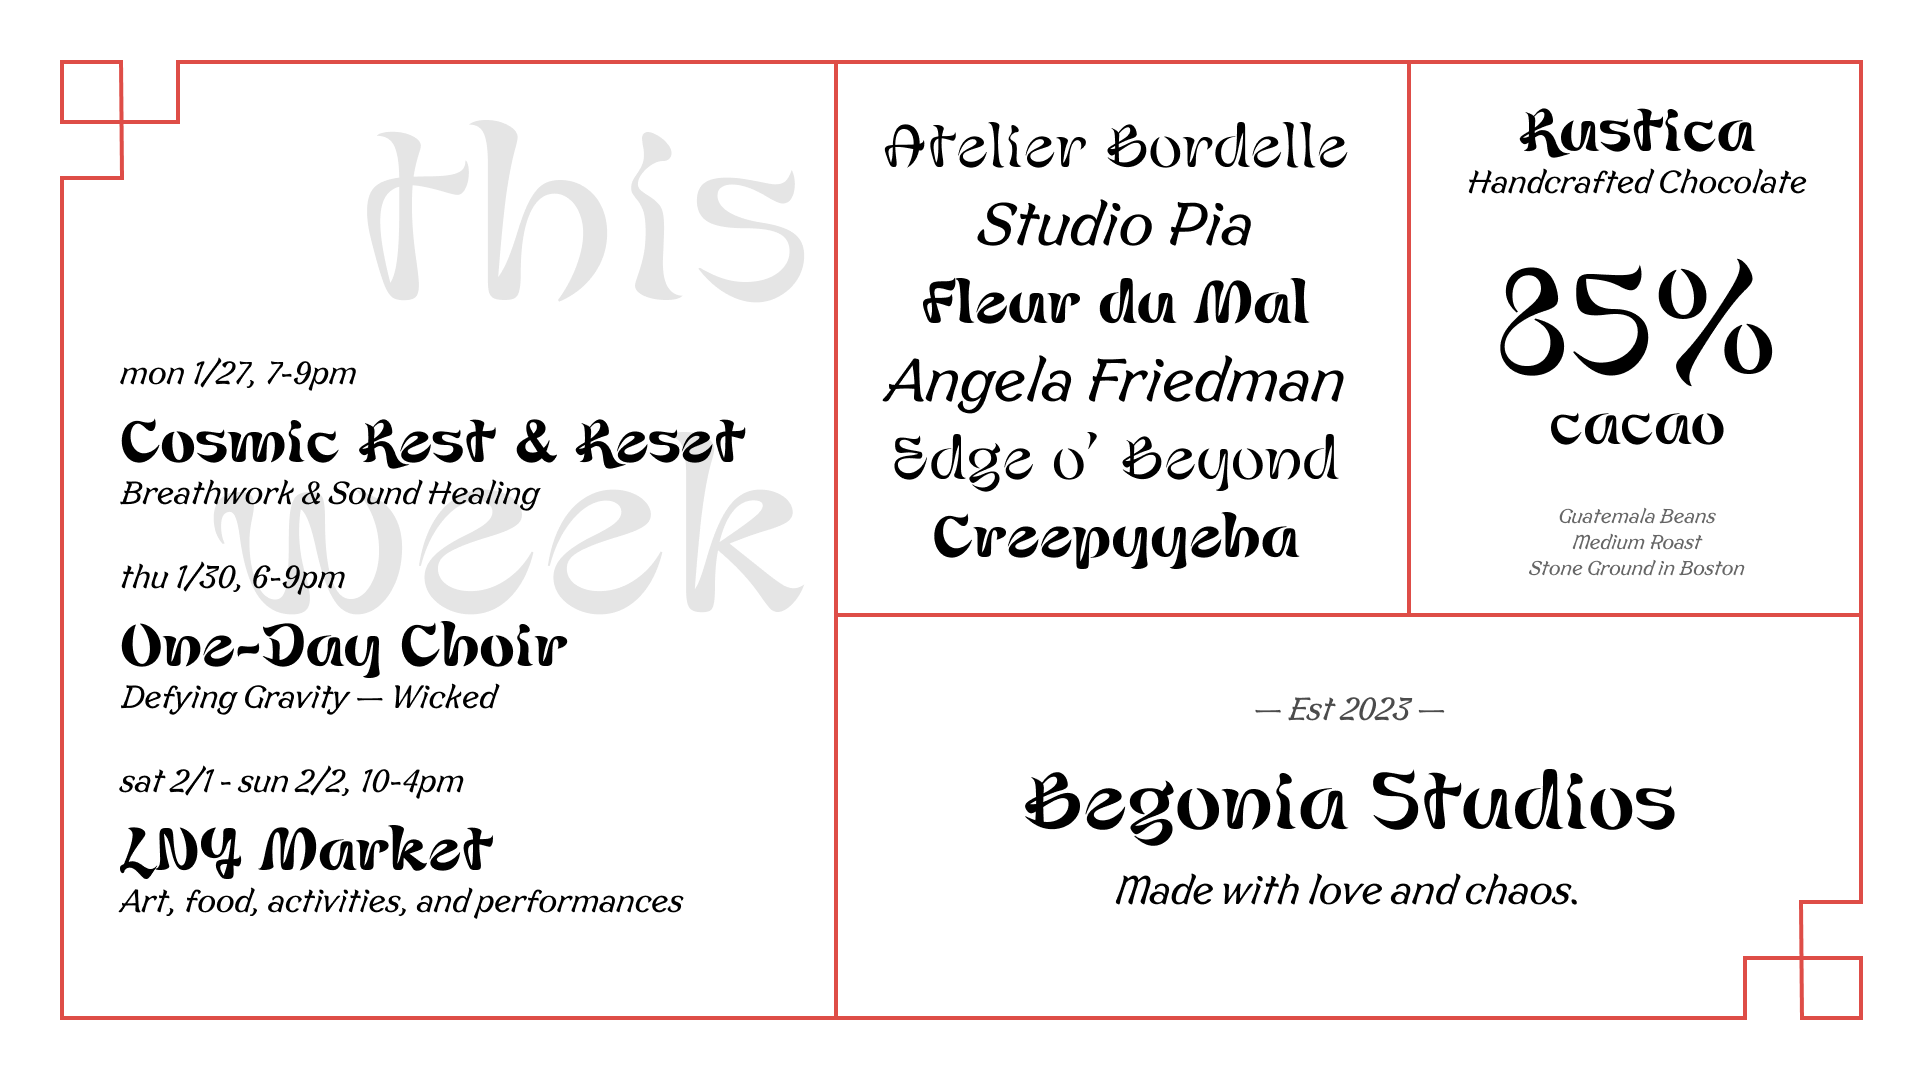 this
week
mon 1/27, 7-9pm
Cosmic Rest & Reset
Breathwork & Sound Healing
thu 1/30, 6-9pm
One-Day Choir
Defying Gravity — Wicked
sat 2/1 - sun 2/2, 10-4pm
LNY Market
Art, food, activities, and performances
Atelier Bordelle
Studio Pia
Fleur du Mal
Angela Friedman
Edge o’ Beyond
Creepyyeha
Rustica
Handcrafted Chocolate
85%
cacao
Guatemala Beans
Medium Roast
Stone Ground in Boston
— Est 2023 —
Begonia Studios
Made with love and chaos.